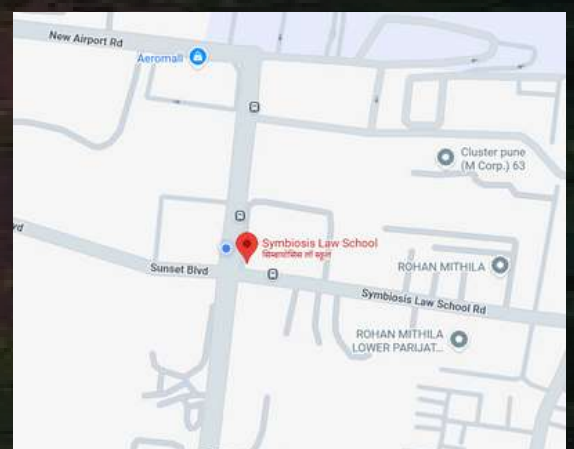 New Airport Rd
Aeromall
Cluster pune
(M Corp.) 63
Symbiosis Law School
सिम्बायोसिस लॉ स्कूल
rd
Sunset Blvd
ROHAN MITHILA
Symbiosis Law School Rd
ROHAN MITHILA
LOWER PARIJAT...